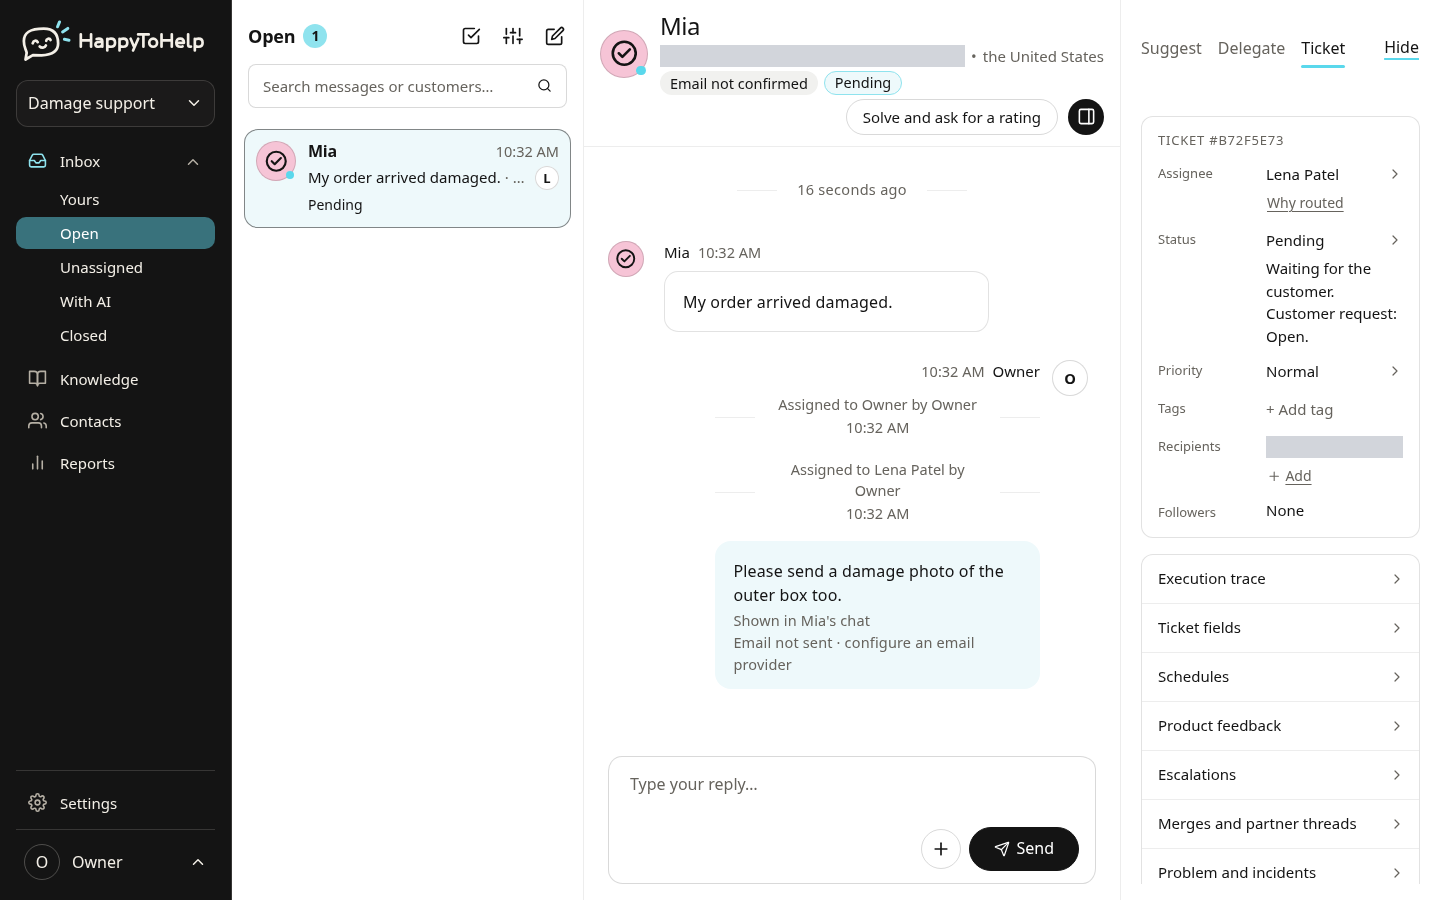 HappyToHelp
Damage support
Inbox
Yours
Open
Unassigned
With AI
Closed
Knowledge
Contacts
Reports
Settings
O Owner
Open 1
Search messages or customers...
Mia 10:32 AM
My order arrived damaged. · ... L
Pending
Mia
• the United States
Email not confirmed Pending
Solve and ask for a rating
16 seconds ago
Mia 10:32 AM
My order arrived damaged.
10:32 AM Owner O
Assigned to Owner by Owner
10:32 AM
Assigned to Lena Patel by
Owner
10:32 AM
Please send a damage photo of the
outer box too.
Shown in Mia's chat
Email not sent · configure an email
provider
Type your reply...
Send
Suggest Delegate Ticket Hide
TICKET #B72F5E73
Assignee Lena Patel
Why routed
Status Pending
Waiting for the
customer.
Customer request:
Open.
Priority Normal
Tags + Add tag
Recipients
+ Add
Followers None
Execution trace
Ticket fields
Schedules
Product feedback
Escalations
Merges and partner threads
Problem and incidents